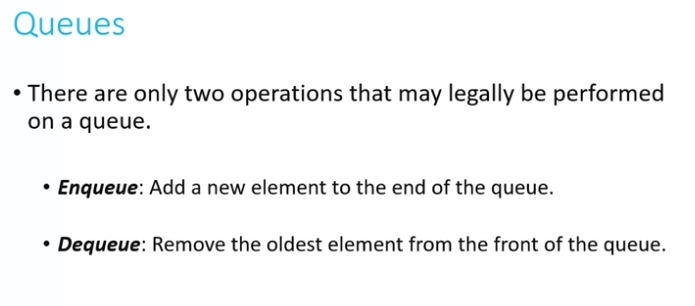 Queues
• There are only two operations that may legally be performed
on a queue.
• Enqueue: Add a new element to the end of the queue.
• Dequeue: Remove the oldest element from the front of the queue.